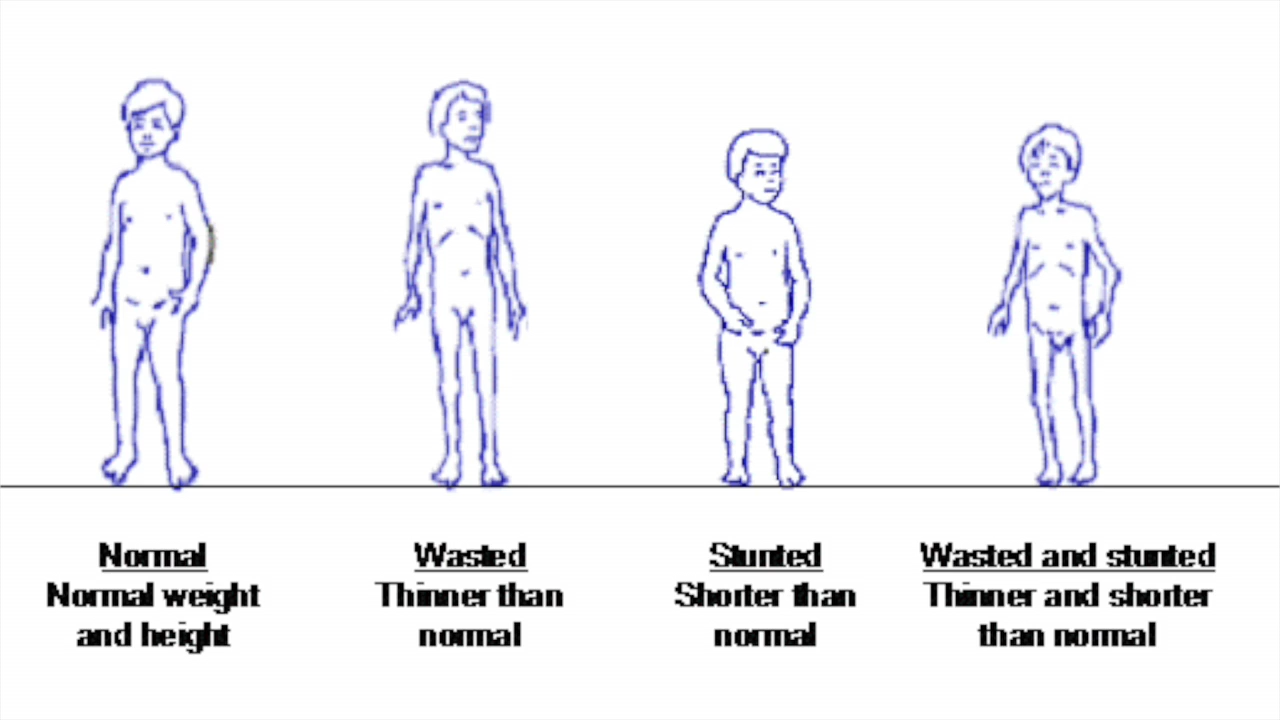 Normal
Normal weight
and height
Wasted
Thinner than
normal
Stunted
Shorter than
normal
Wasted and stunted
Thinner and shorter
than normal